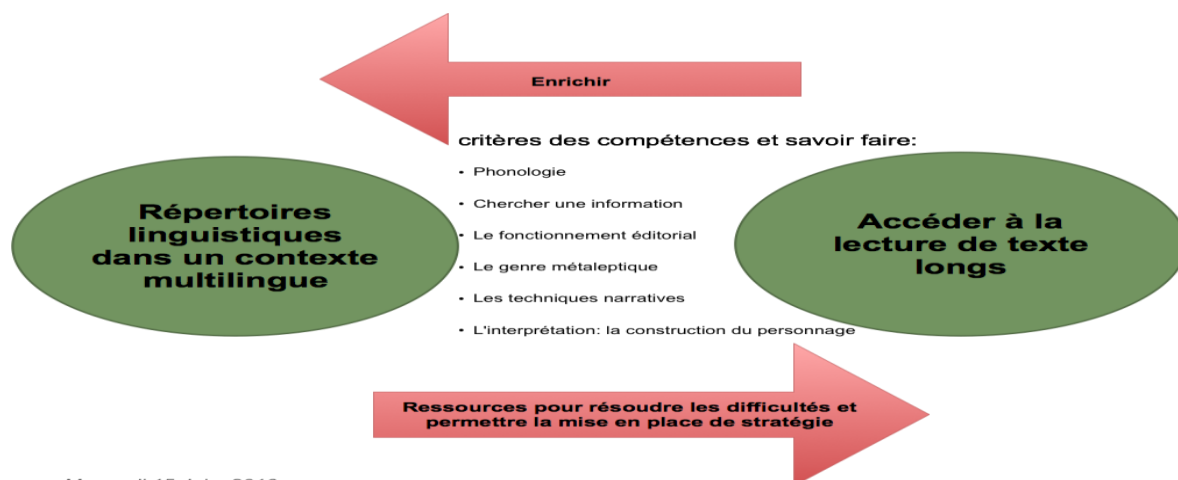 Enrichir
critères des compétences et savoir faire:
• Phonologie
• Chercher une information
• Le fonctionnement éditorial
• Le genre métaleptique
• Les techniques narratives
• L'interprétation: la construction du personnage
Répertoires
linguistiques
dans un contexte
multilingue
Accéder à la
lecture de texte
longs
Ressources pour résoudre les difficultés et
permettre la mise en place de stratégie